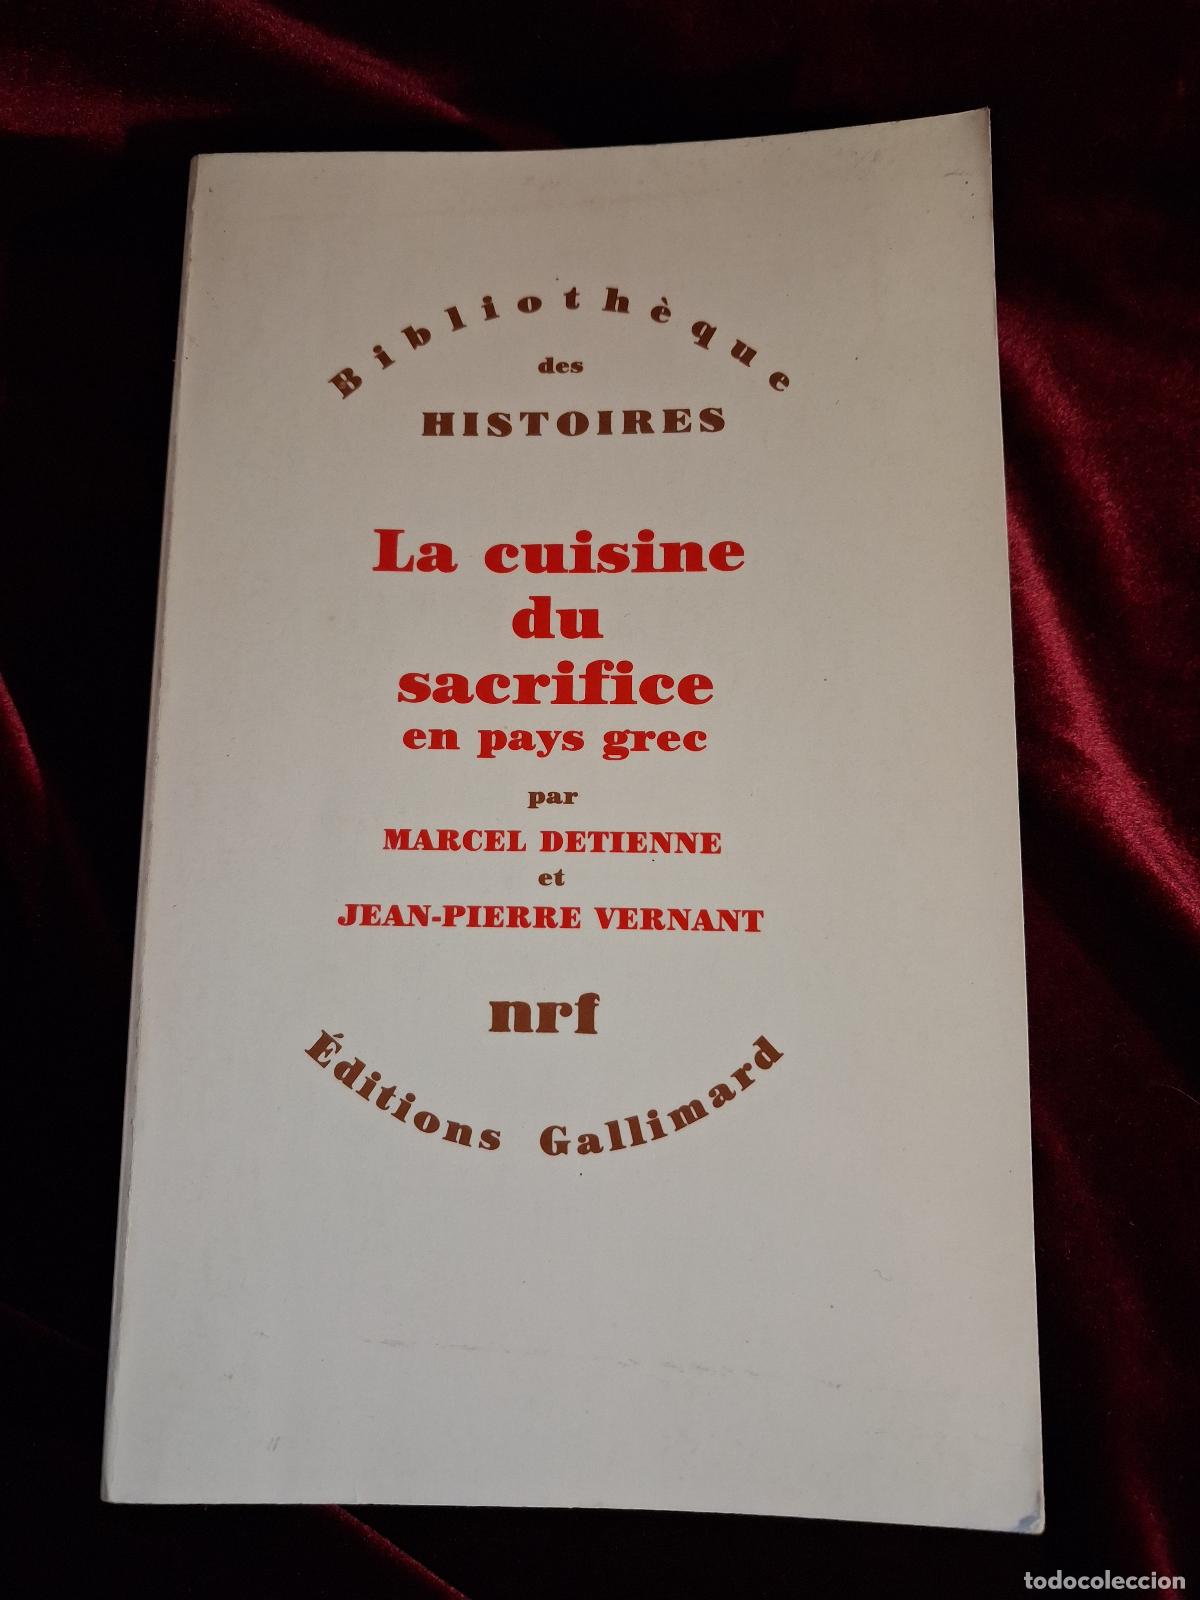 Bibliothèque
des
HISTOIRES
La cuisine
du
sacrifice
en pays grec
par
MARCEL DETIENNE
et
JEAN-PIERRE VERNANT
nrf
Éditions Gallimard
todocoleccion